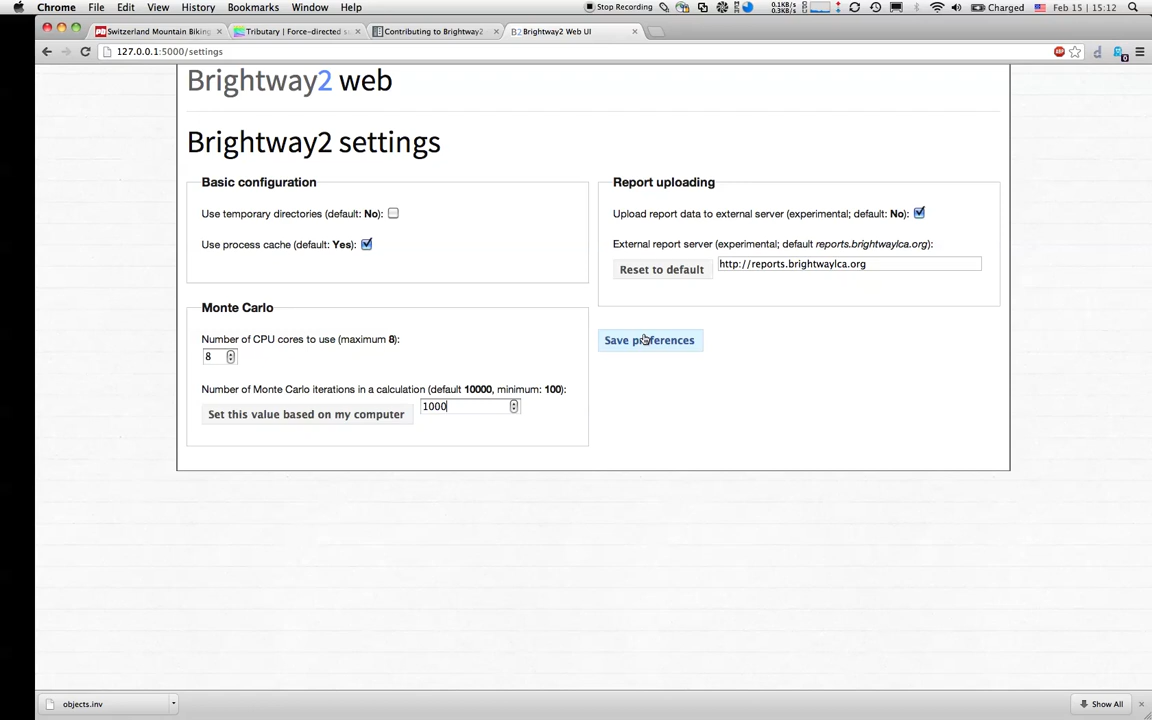 Chrome File Edit View History Bookmarks Window Help Stop Recording 0.1KB/s 0.3KB/s Charged Feb 15 | 15:12
Switzerland Mountain Biking Tributary | Force-directed s Contributing to Brightway2 B2 Brightway2 Web UI
127.0.0.1:5000/settings
Brightway2 web
Brightway2 settings
Basic configuration
Use temporary directories (default: No):
Use process cache (default: Yes):
Report uploading
Upload report data to external server (experimental; default: No):
External report server (experimental; default reports.brightwaylca.org):
Reset to default http://reports.brightwaylca.org
Monte Carlo
Number of CPU cores to use (maximum 8):
8
Number of Monte Carlo iterations in a calculation (default 10000, minimum: 100):
Set this value based on my computer 1000
Save preferences
objects.inv
Show All